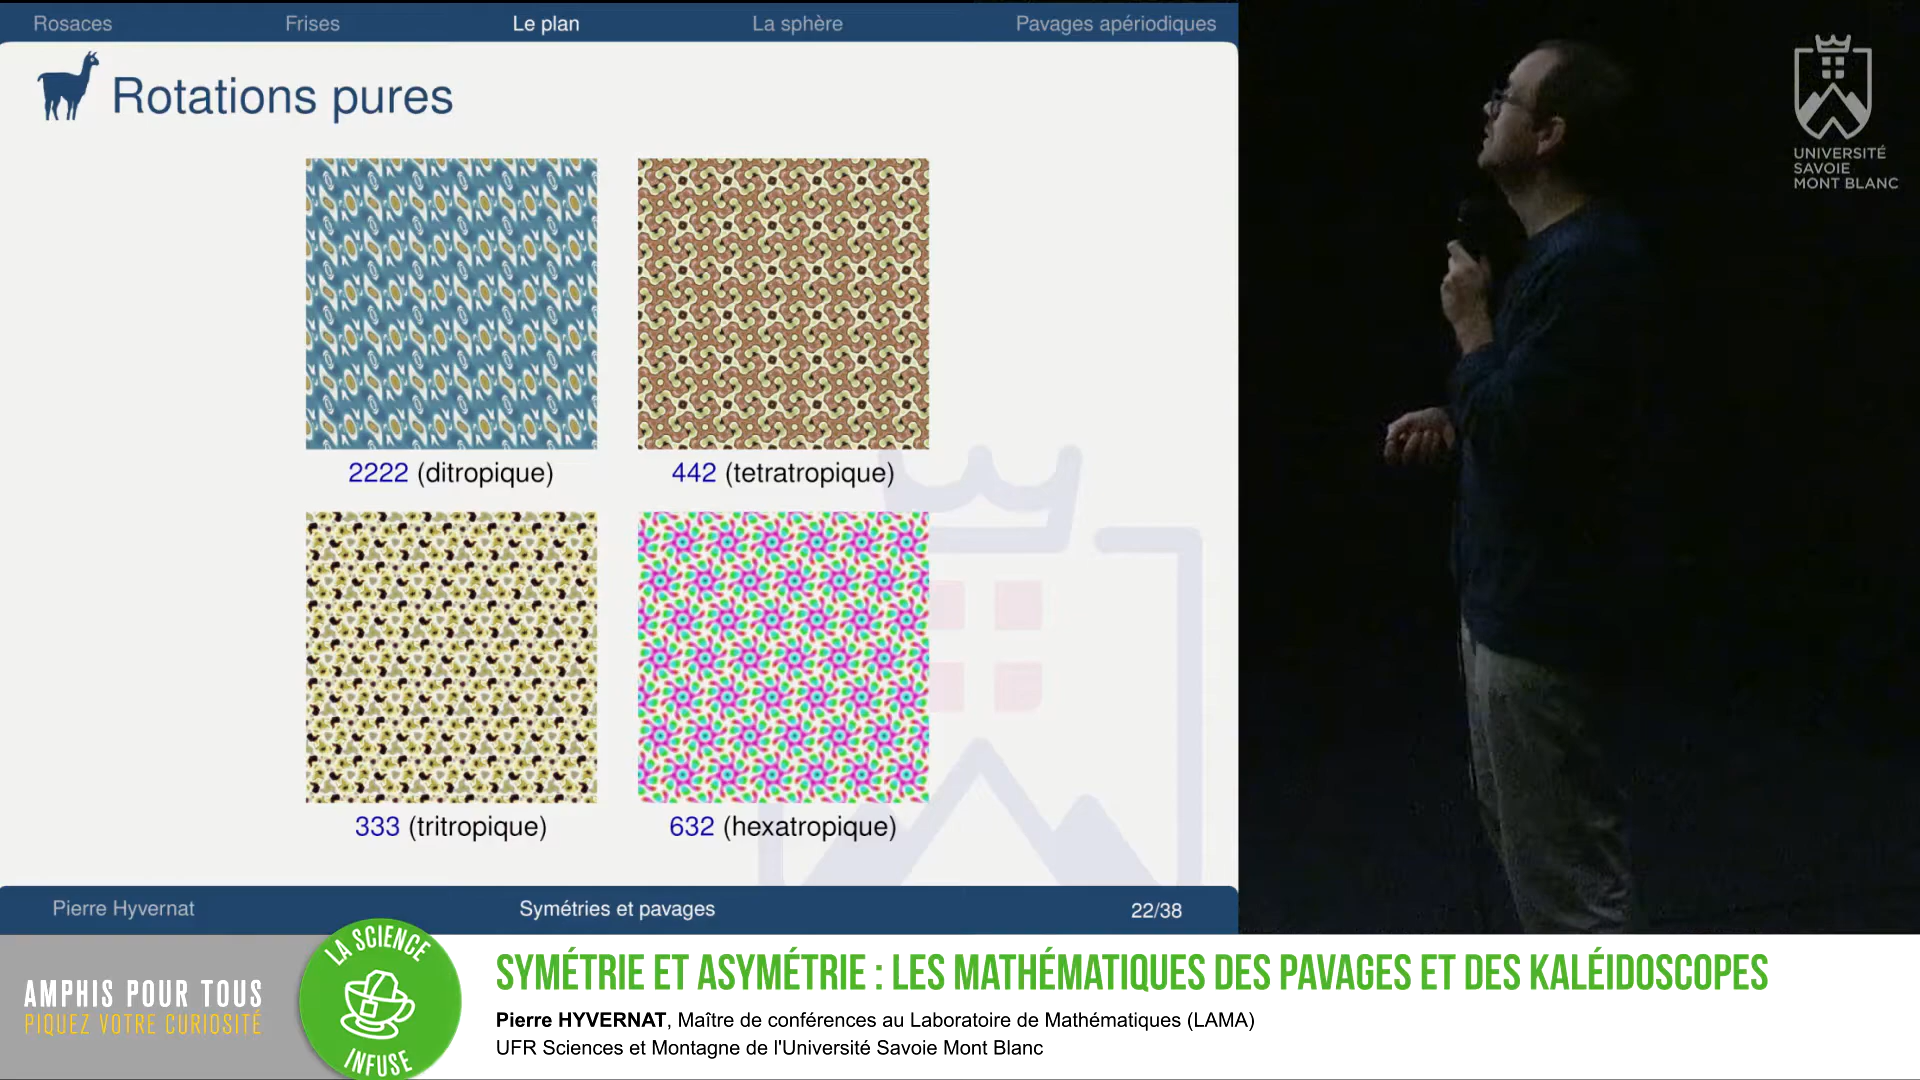 Rosaces Frises Le plan La sphère Pavages apériodiques
Rotations pures
2222 (ditropique) 442 (tetratropique)
333 (tritropique) 632 (hexatropique)
Pierre Hyvernat Symétries et pavages 22/38
UNIVERSITÉ
SAVOIE
MONT BLANC
AMPHIS POUR TOUS
PIQUEZ VOTRE CURIOSITÉ
LA SCIENCE
INFUSE
SYMÉTRIE ET ASYMÉTRIE : LES MATHÉMATIQUES DES PAVAGES ET DES KALÉIDOSCOPES
Pierre HYVERNAT, Maître de conférences au Laboratoire de Mathématiques (LAMA)
UFR Sciences et Montagne de l'Université Savoie Mont Blanc